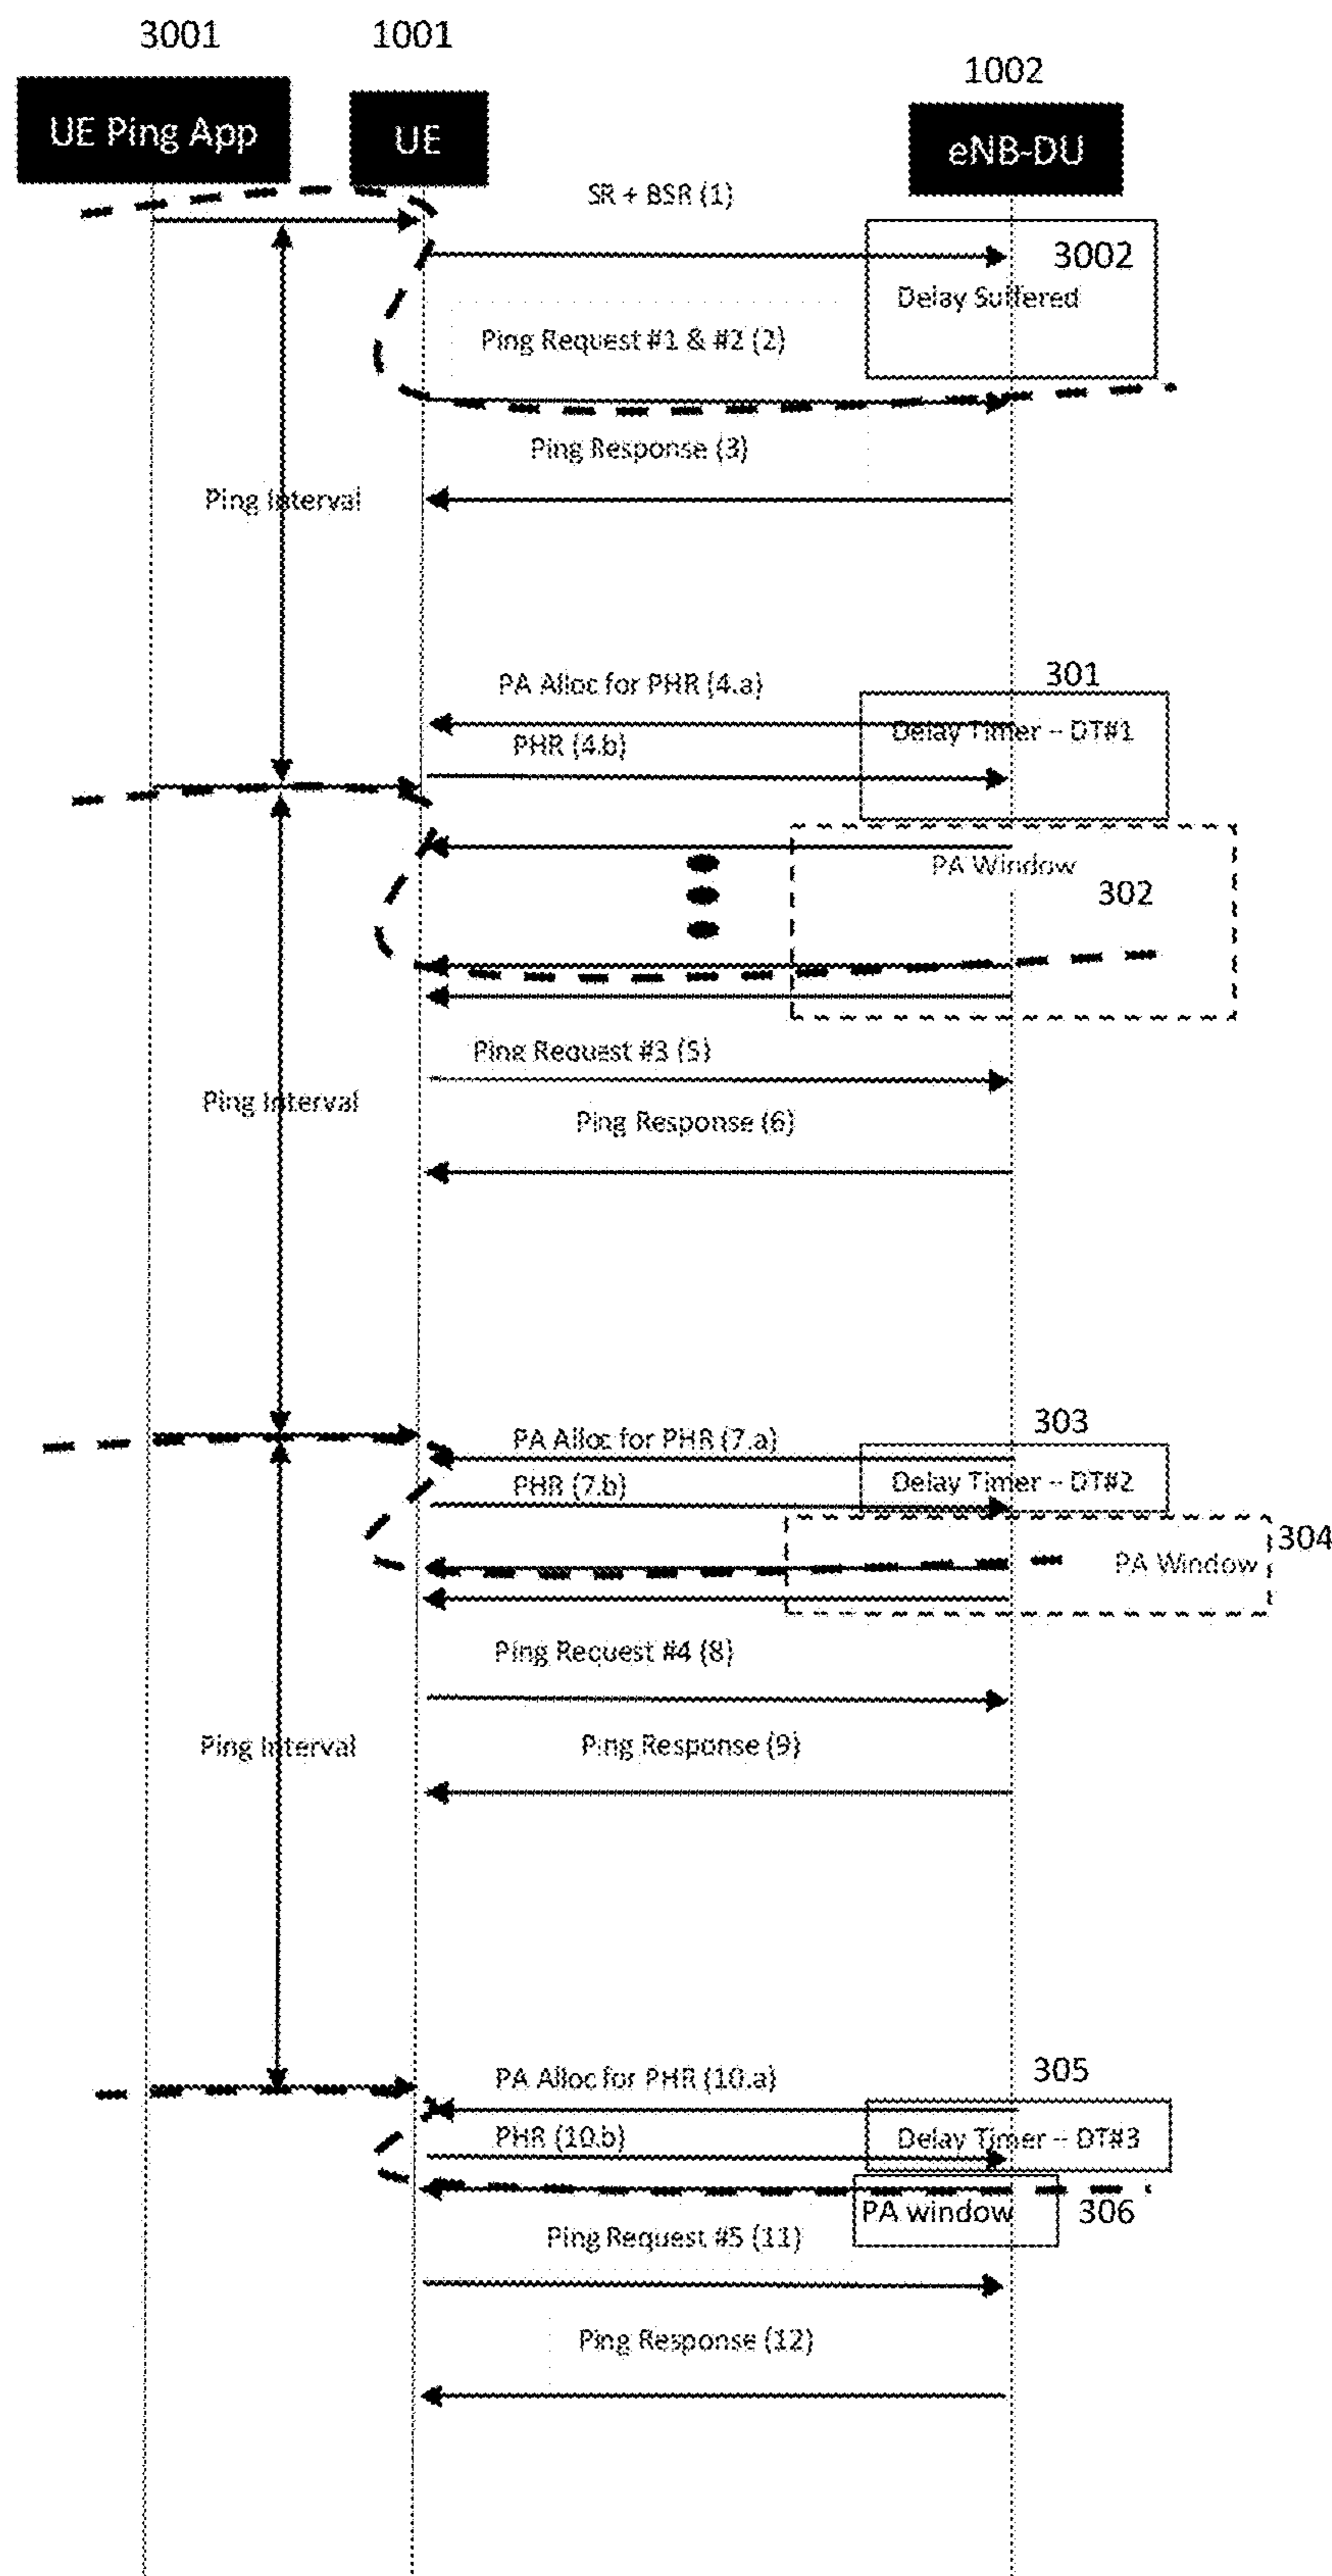 3001
1001
1002
UE Ping App
UE
eNB-DU
SR + BSR (1)
3002
Delay Suffered
Ping Request #1 & #2 (2)
Ping Response (3)
Ping Interval
PA Alloc for PHR (4.a)
301
Delay Timer – DT#1
PHR (4.b)
PA Window
302
Ping Request #3 (5)
Ping Interval
Ping Response (6)
303
PA Alloc for PHR (7.a)
PHR (7.b)
Delay Timer – DT#2
304
PA Window
Ping Request #4 (8)
Ping Interval
Ping Response (9)
305
PA Alloc for PHR (10.a)
PHR (10.b)
Delay Timer – DT#3
PA window
306
Ping Request #5 (11)
Ping Response (12)